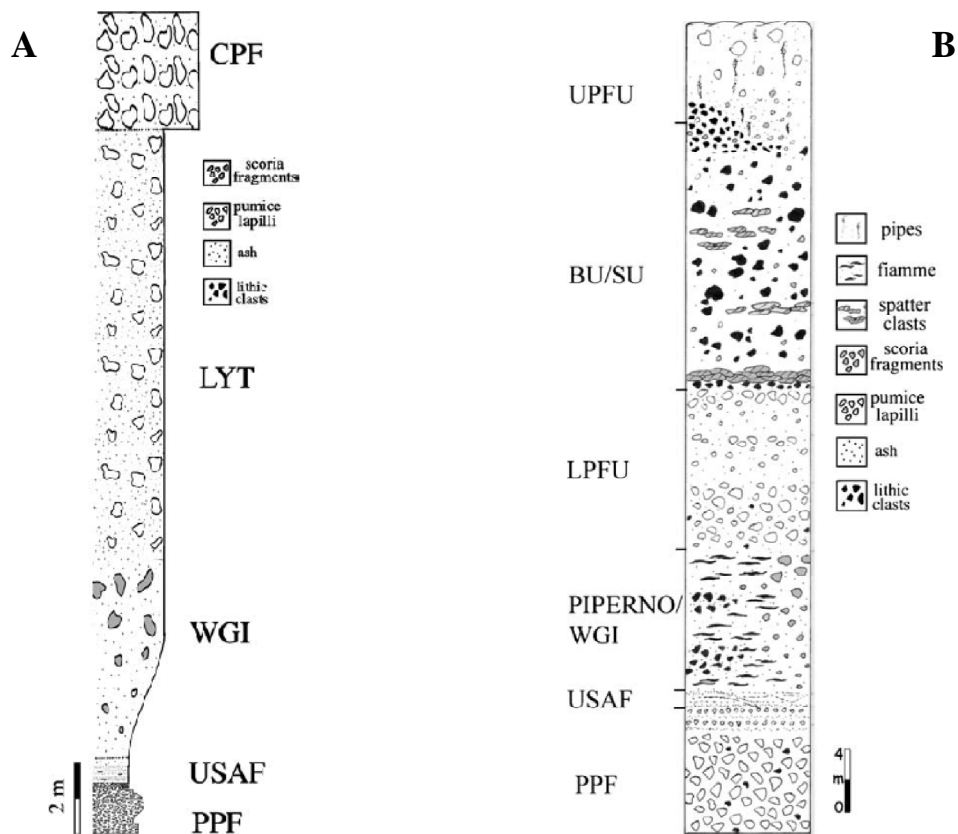 A
CPF
scoria
fragments
pumice
lapilli
ash
lithic
clasts
LYT
WGI
USAF
PPF
2 m
B
UPFU
BU/SU
LPFU
PIPERNO/
WGI
USAF
PPF
pipes
fiamme
spatter
clasts
scoria
fragments
pumice
lapilli
ash
lithic
clasts
4
m
0